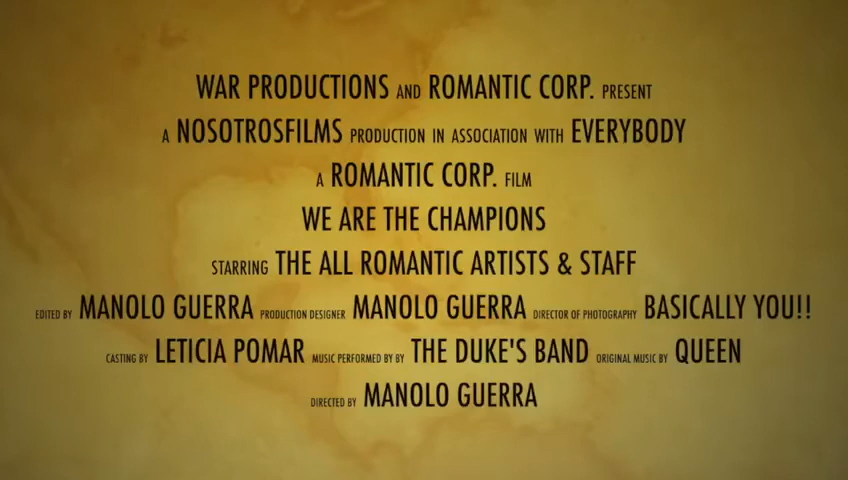 WAR PRODUCTIONS AND ROMANTIC CORP. PRESENT
A NOSOTROSFILMS PRODUCTION IN ASSOCIATION WITH EVERYBODY
A ROMANTIC CORP. FILM
WE ARE THE CHAMPIONS
STARRING THE ALL ROMANTIC ARTISTS & STAFF
EDITED BY MANOLO GUERRA PRODUCTION DESIGNER MANOLO GUERRA DIRECTOR OF PHOTOGRAPHY BASICALLY YOU!!
CASTING BY LETICIA POMAR MUSIC PERFORMED BY BY THE DUKE'S BAND ORIGINAL MUSIC BY QUEEN
DIRECTED BY MANOLO GUERRA